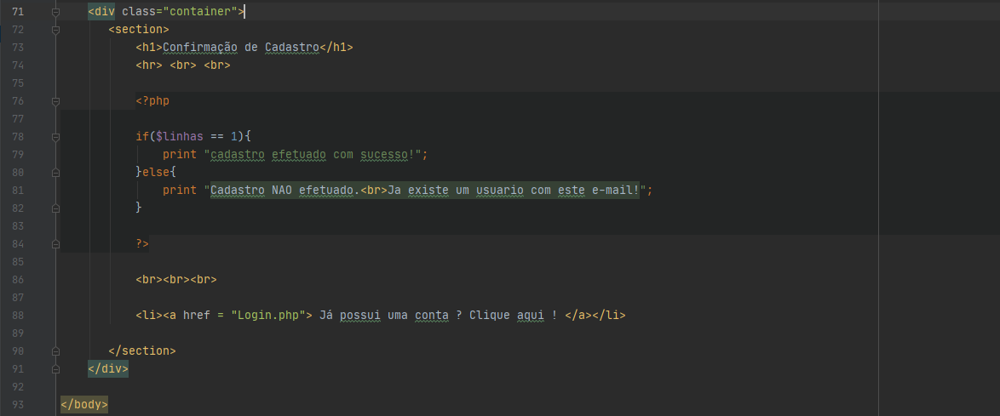 71 <div class="container">
72 <section>
73 <h1>Confirmação de Cadastro</h1>
74 <hr> <br> <br>
75
76 <?php
77
78 if($linhas == 1){
79 print "cadastro efetuado com sucesso!";
80 }else{
81 print "Cadastro NAO efetuado.<br>Ja existe um usuario com este e-mail!";
82 }
83
84 ?>
85
86 <br><br><br>
87
88 <li><a href = "Login.php"> Já possui uma conta ? Clique aqui ! </a></li>
89
90 </section>
91 </div>
92
93 </body>